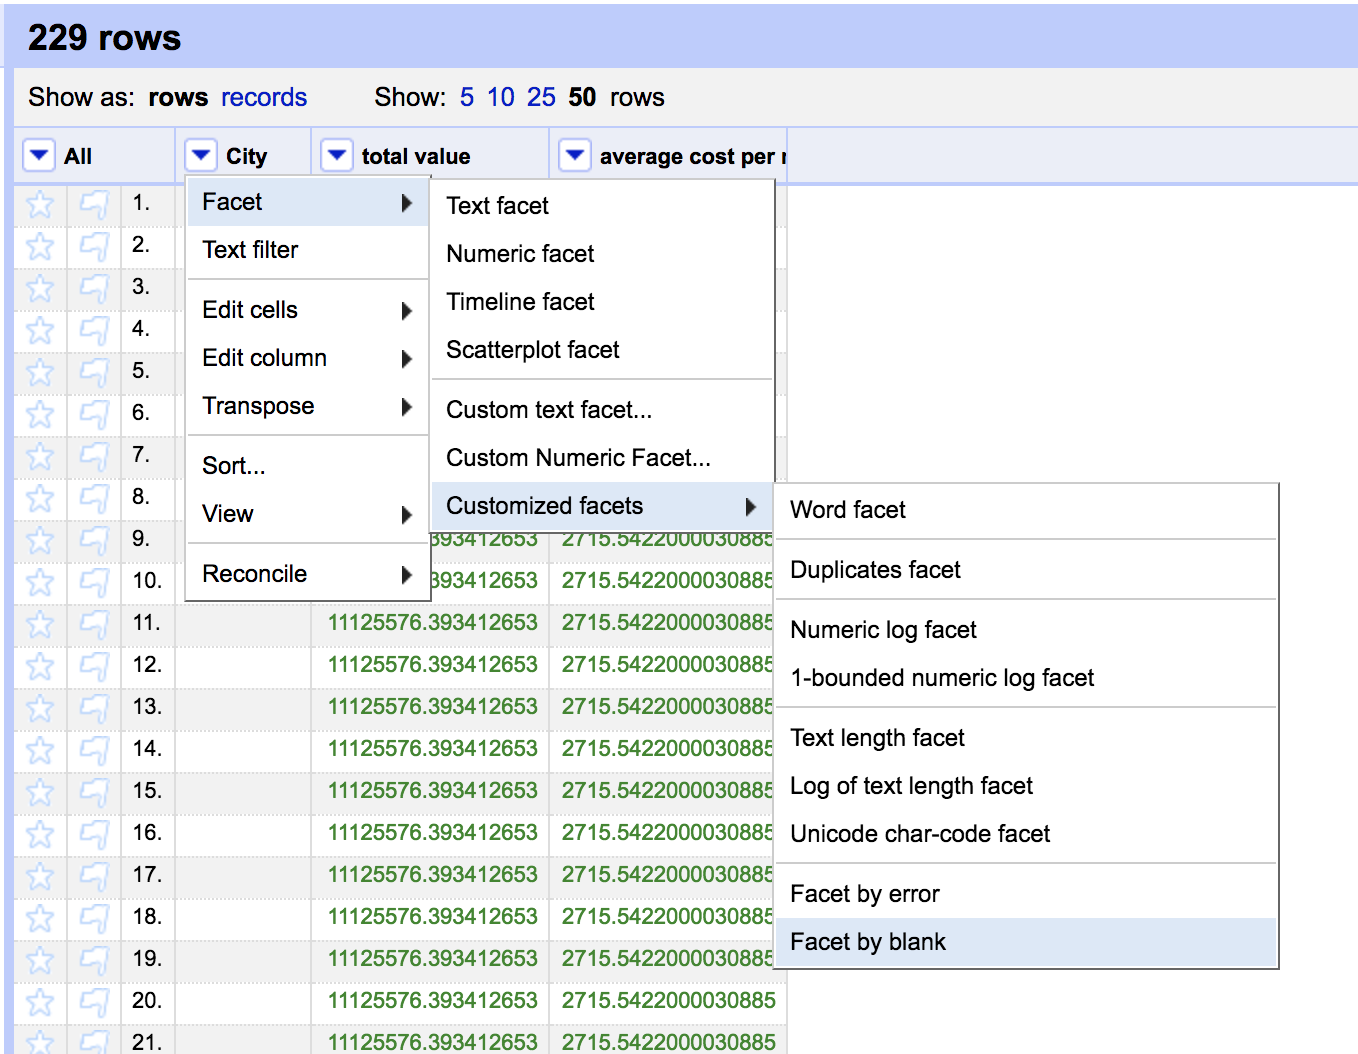 229 rows
Show as: rows records Show: 5 10 25 50 rows
All City total value average cost per
1.
2.
3.
4.
5.
6.
7.
8.
9. 393412653 2715.5422000030885
10. 393412653 2715.5422000030885
11. 11125576.393412653 2715.5422000030885
12. 11125576.393412653 2715.5422000030885
13. 11125576.393412653 2715.5422000030885
14. 11125576.393412653 2715.5422000030885
15. 11125576.393412653 2715.5422000030885
16. 11125576.393412653 2715.5422000030885
17. 11125576.393412653 2715.5422000030885
18. 11125576.393412653 2715.5422000030885
19. 11125576.393412653 2715.5422000030885
20. 11125576.393412653 2715.5422000030885
21. 11125576.393412653 2715.5422000030885
Facet
Text filter
Edit cells
Edit column
Transpose
Sort...
View
Reconcile
Text facet
Numeric facet
Timeline facet
Scatterplot facet
Custom text facet...
Custom Numeric Facet...
Customized facets
Word facet
Duplicates facet
Numeric log facet
1-bounded numeric log facet
Text length facet
Log of text length facet
Unicode char-code facet
Facet by error
Facet by blank